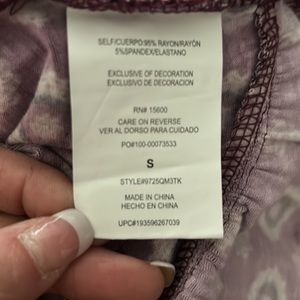 SELF/CUERPO:95% RAYON/RAYÓN
5%SPANDEX/ELASTANO
EXCLUSIVE OF DECORATION
EXCLUSIVO DE DECORACION
RN#. 15600
CARE ON REVERSE
VER AL DORSO PARA CUIDADO
PO#100-00073533
S
STYLE#9725QM3TK
MADE IN CHINA
HECHO EN CHINA
UPC#193596267039